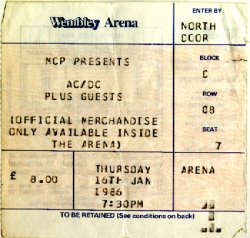 Wembley Arena
ENTER BY
NORTH
DOOR
MCP PRESENTS
BLOCK
C
AC/DC
PLUS GUESTS
ROW
08
(OFFICIAL MERCHANDISE
ONLY AVAILABLE INSIDE
THE ARENA)
SEAT
7
£ 8.00
THURSDAY
16TH JAN
1986
7:30PM
ARENA
TO BE RETAINED (See conditions on back)